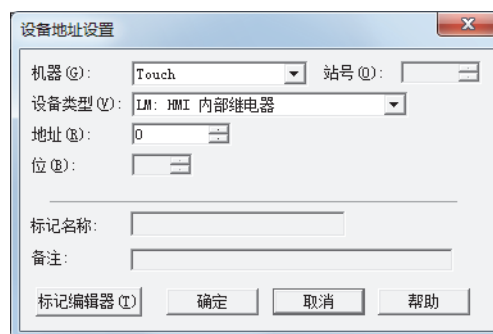 设备地址设置
机器(G): Touch 站号(O):
设备类型(V): LM: HMI 内部继电器
地址(R): 0
位(B):
标记名称:
备注:
标记编辑器(T) 确定 取消 帮助